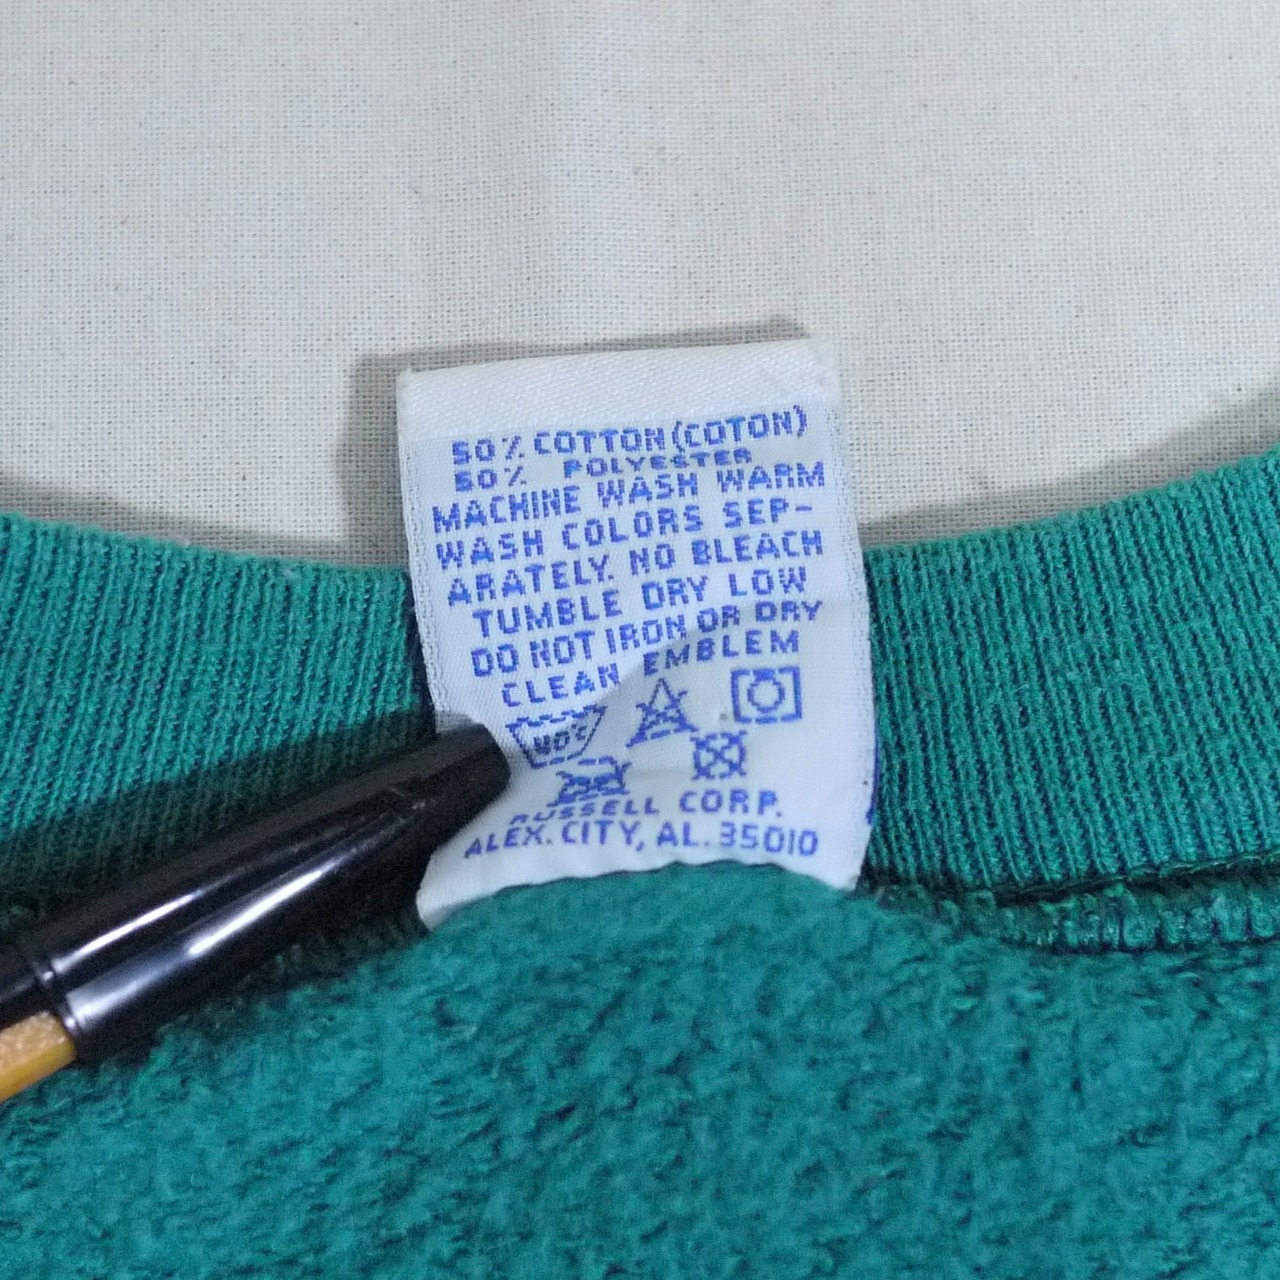 50% COTTON (COTON)
50% POLYESTER
MACHINE WASH WARM
WASH COLORS SEP-
ARATELY. NO BLEACH
TUMBLE DRY LOW
DO NOT IRON OR DRY
CLEAN EMBLEM
40°C
RUSSELL CORP.
ALEX. CITY, AL. 35010